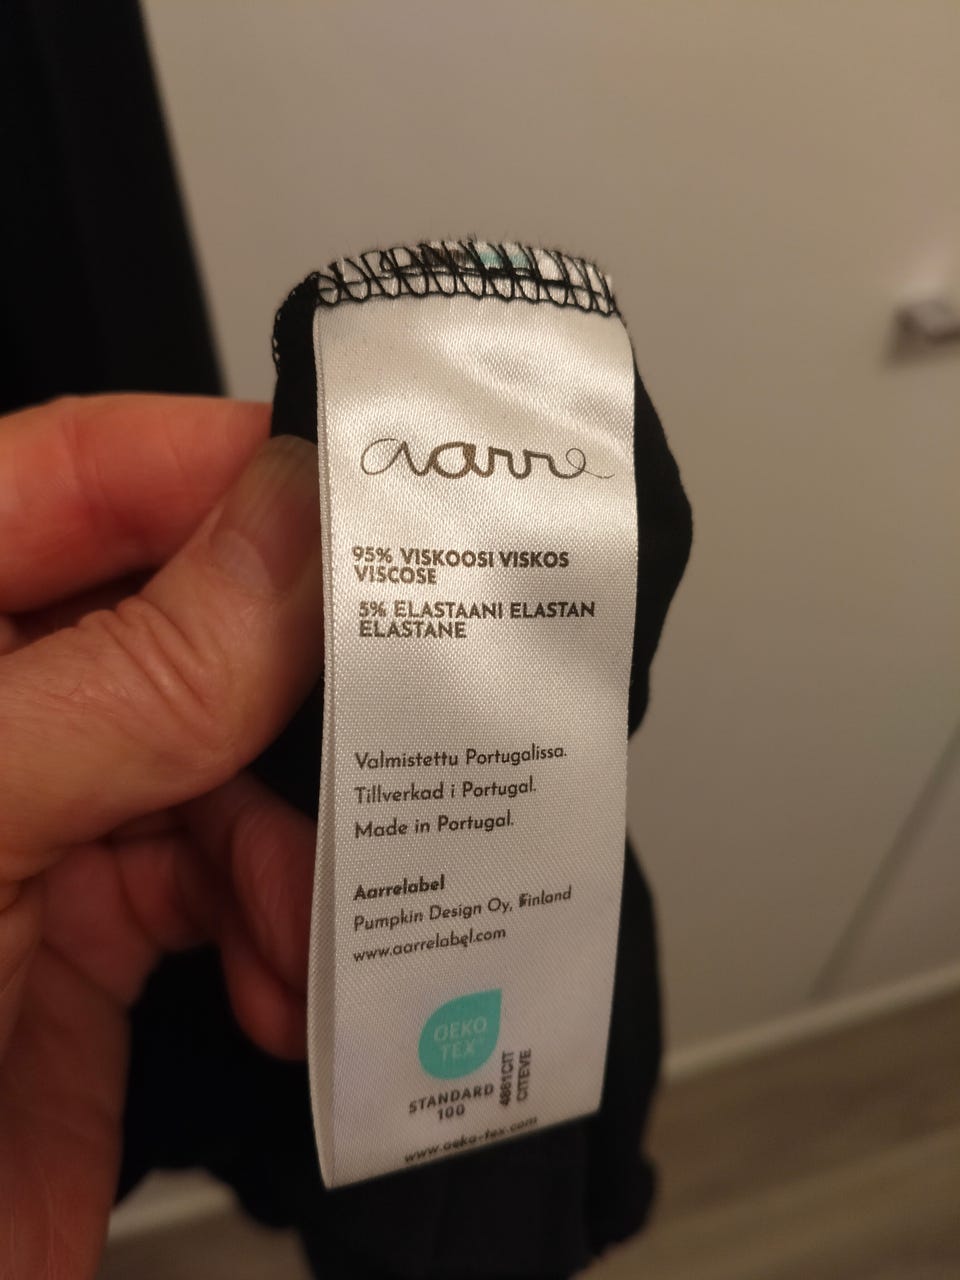 aarre
95% VISKOOSI VISKOS
VISCOSE
5% ELASTAANI ELASTAN
ELASTANE
Valmistettu Portugalissa.
Tillverkad i Portugal.
Made in Portugal.
Aarrelabel
Pumpkin Design Oy, Finland
www.aarrelabel.com
OEKO
TEX
STANDARD
100
4861CIT
CITEVE
www.oeko-tex.com